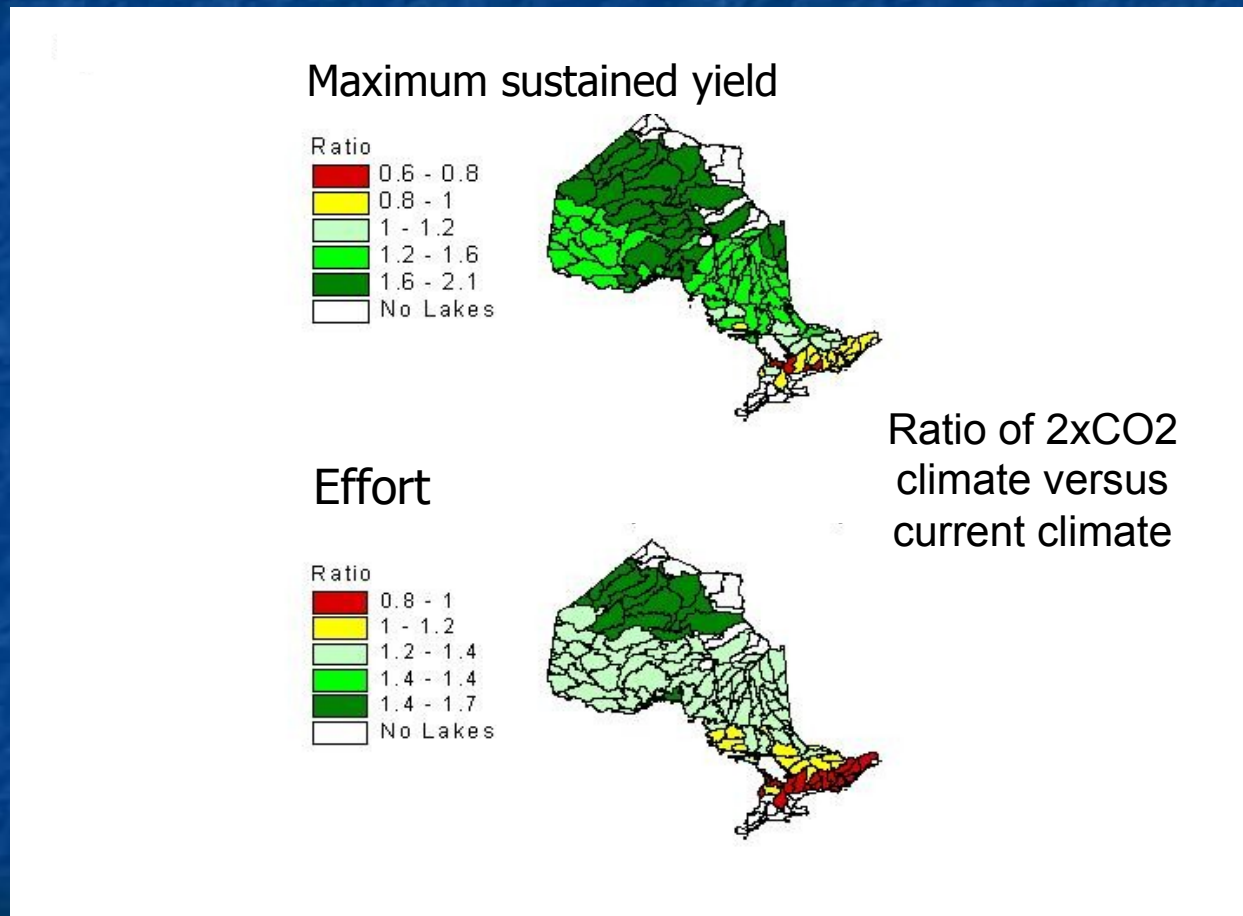 Maximum sustained yield
Ratio
0.6 - 0.8
0.8 - 1
1 - 1.2
1.2 - 1.6
1.6 - 2.1
No Lakes
Ratio of 2xCO2
climate versus
current climate
Effort
Ratio
0.8 - 1
1 - 1.2
1.2 - 1.4
1.4 - 1.4
1.4 - 1.7
No Lakes